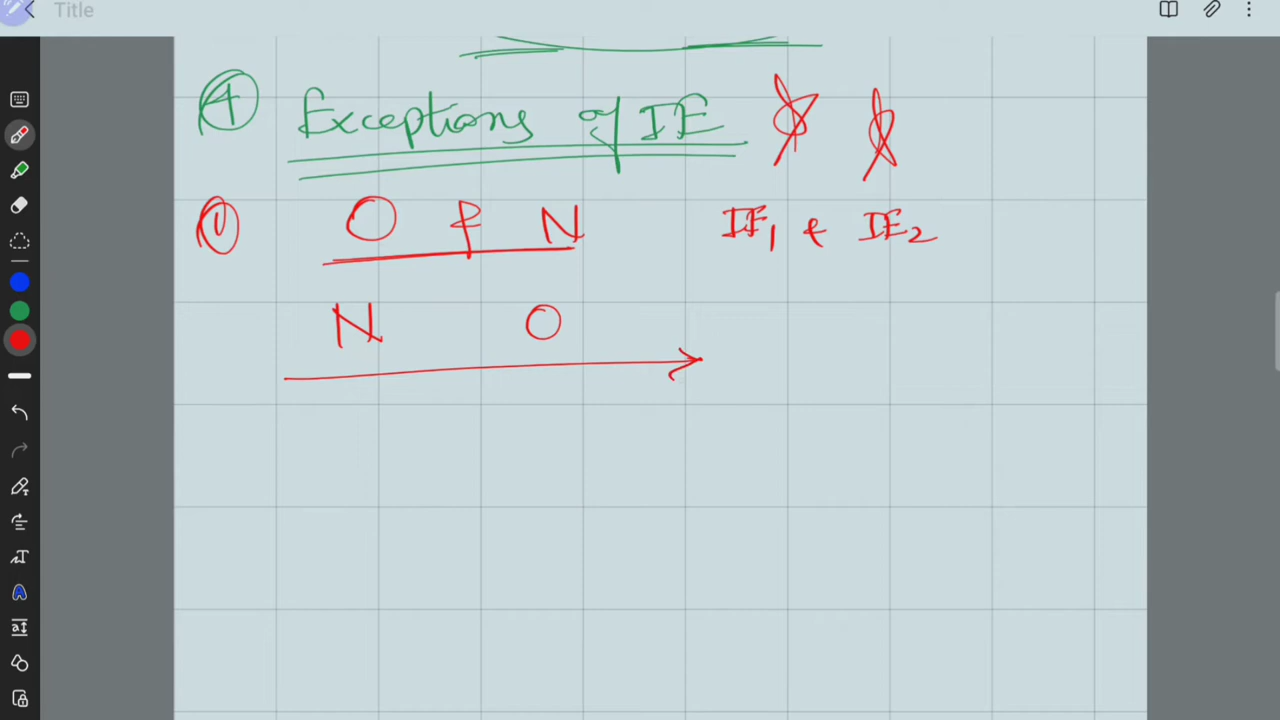 Title
④ Exceptions of IE
① O & N IE₁ & IE₂
N O